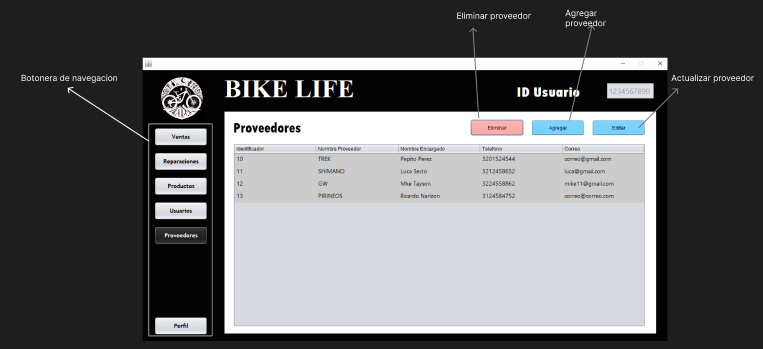 Eliminar proveedor
Agregar
proveedor
Botonera de navegacion
Actualizar proveedor
BIKE LIFE
ID Usuario
1234567890
Proveedores
Eliminar
Agregar
Editar
Ventas
Reparaciones
Productos
Usuarios
Proveedores
Perfil
Identificador Nombre Proveedor Nombre Encargado Telefono Correo
10 TREK Pepito Perez 3201524544 correo@gmail.com
11 SHIMANO Luca Sexto 3212458652 luca@gmail.com
12 GW Mike Tayson 3224558862 mike11@gmail.com
13 PIRINEOS Ricardo Narizon 3124584752 correo@correo.com